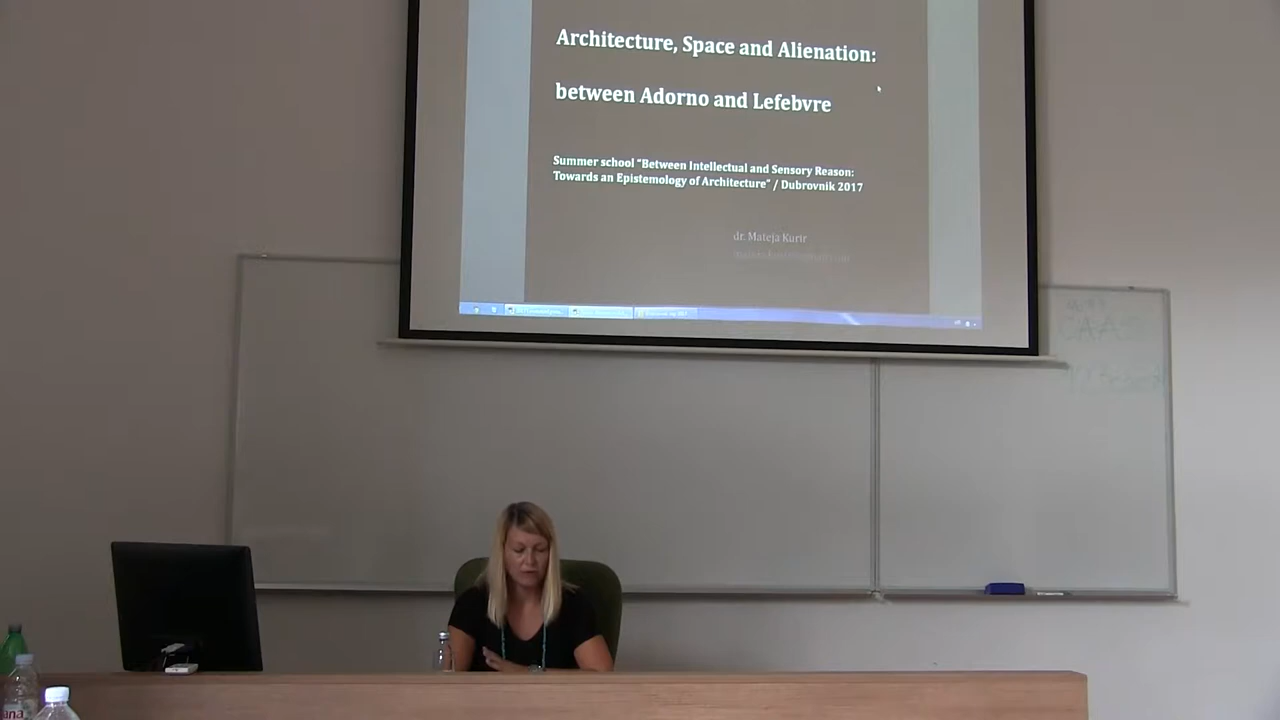 Architecture, Space and Alienation:
between Adorno and Lefebvre
Summer school "Between Intellectual and Sensory Reason:
Towards an Epistemology of Architecture" / Dubrovnik 2017
dr. Mateja Kurir
ana